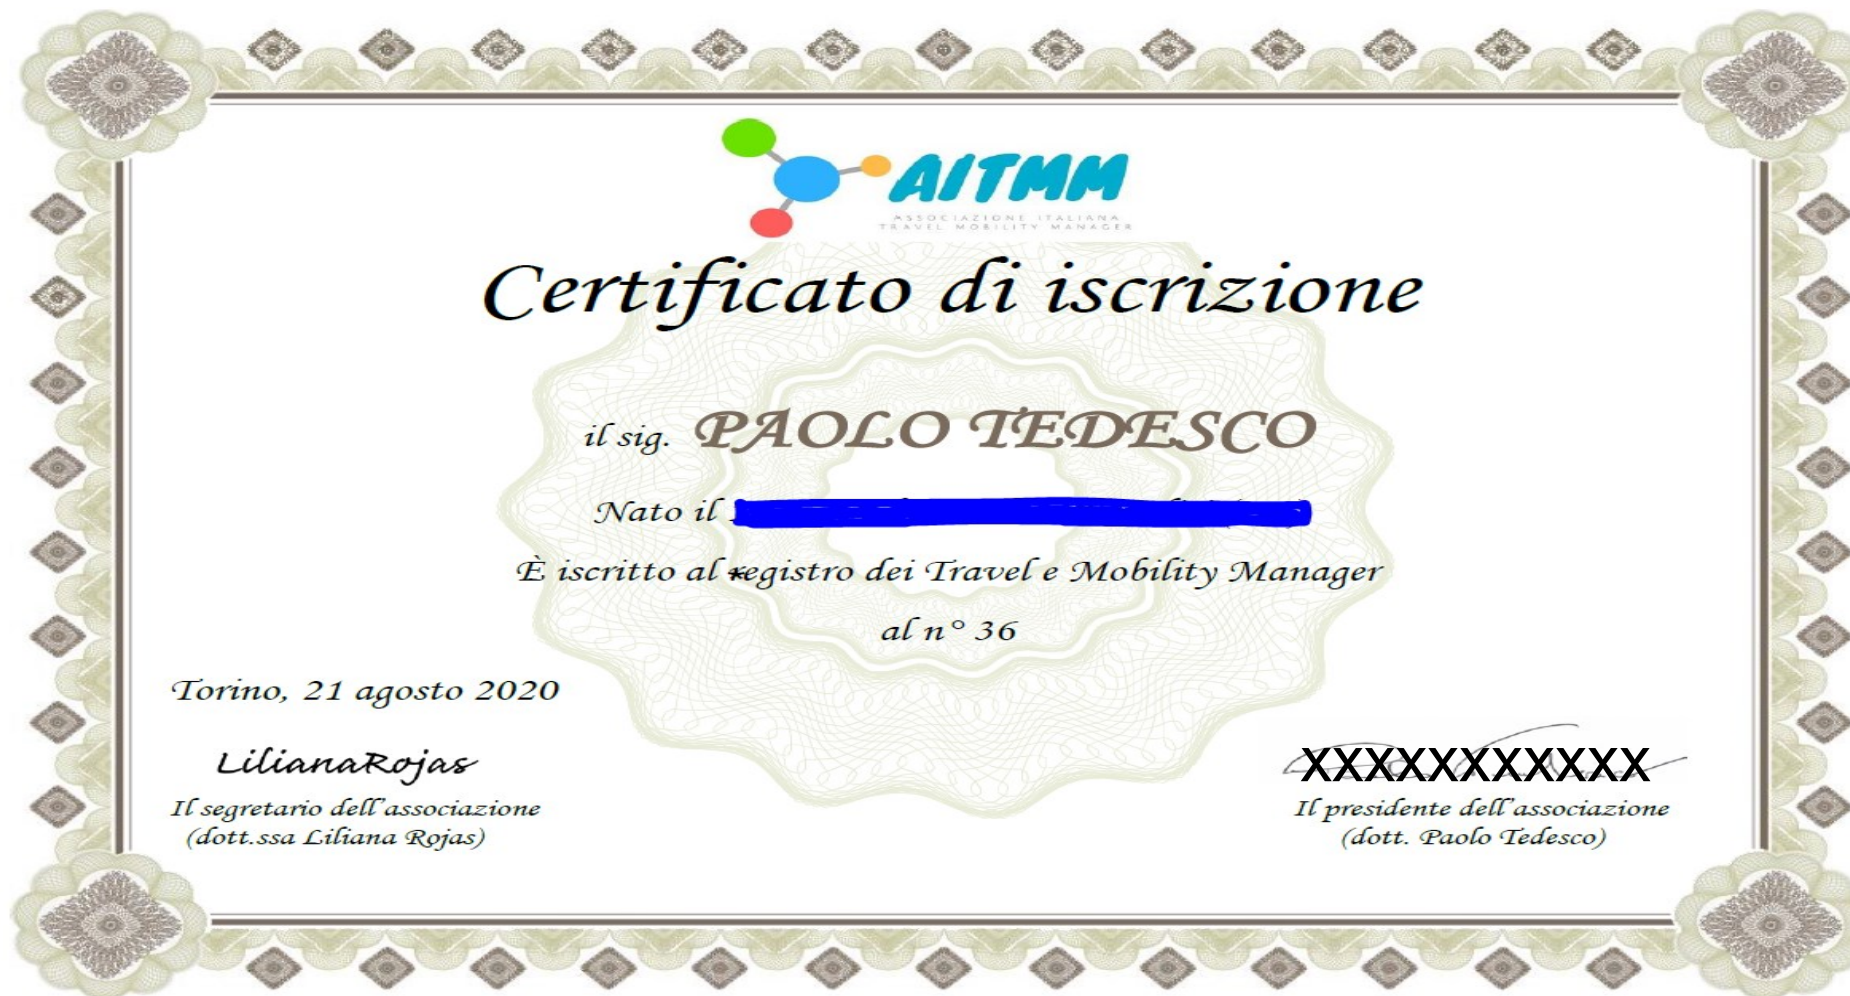 AITMM
ASSOCIAZIONE ITALIANA
TRAVEL MOBILITY MANAGER
Certificato di iscrizione
il sig. PAOLO TEDESCO
Nato il
È iscritto al registro dei Travel e Mobility Manager
al n° 36
Torino, 21 agosto 2020
LilianaRojas
Il segretario dell'associazione
(dott.ssa Liliana Rojas)
XXXXXXXXXXX
Il presidente dell'associazione
(dott. Paolo Tedesco)